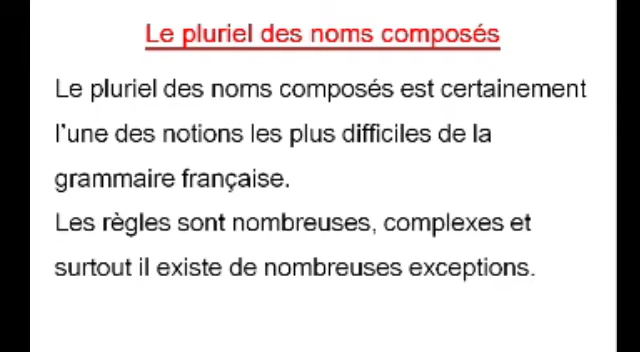 Le pluriel des noms composés
Le pluriel des noms composés est certainement
l'une des notions les plus difficiles de la
grammaire française.
Les règles sont nombreuses, complexes et
surtout il existe de nombreuses exceptions.